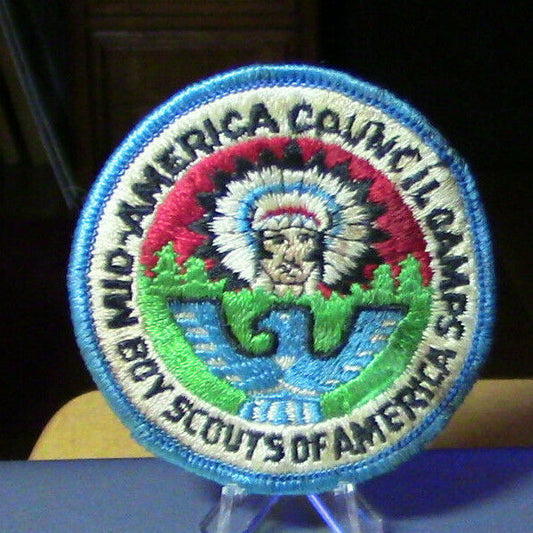 MID-AMERICA COUNCIL CAMPS
BOY SCOUTS OF AMERICA